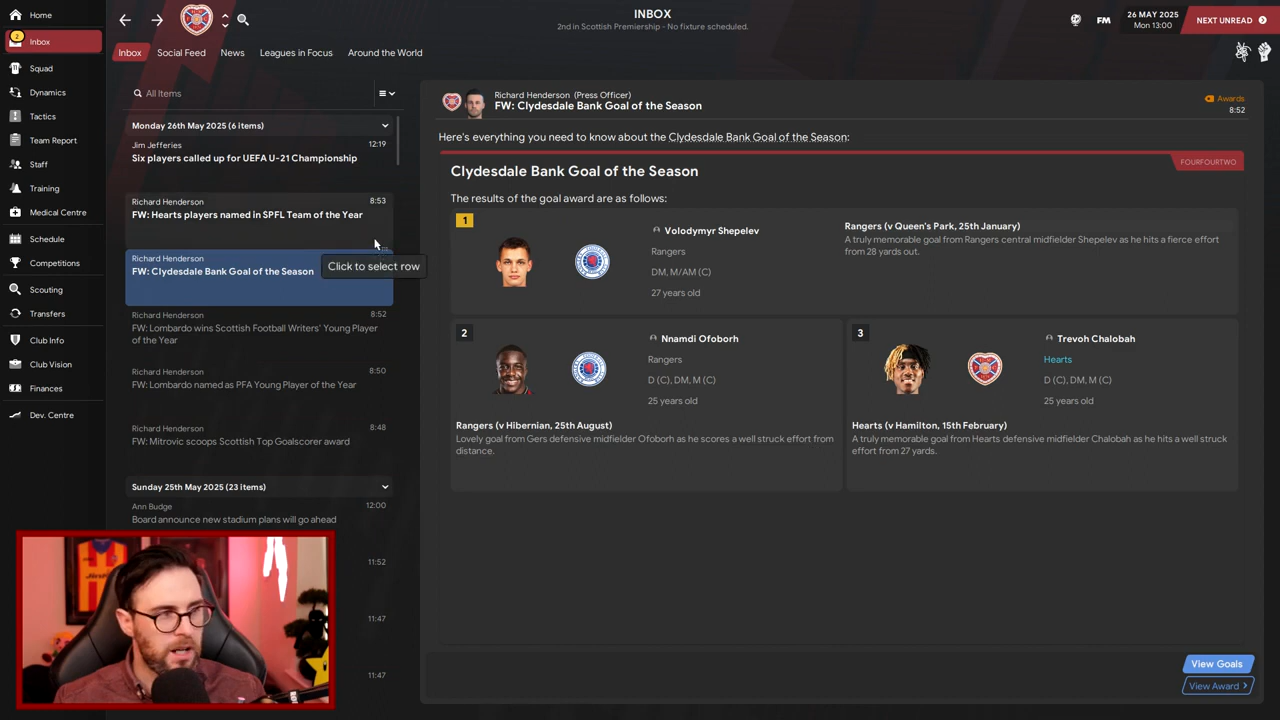 Home
2
Inbox
Squad
Dynamics
Tactics
Team Report
Staff
Training
Medical Centre
Schedule
Competitions
Scouting
Transfers
Club Info
Club Vision
Finances
Dev. Centre
INBOX
2nd in Scottish Premiership - No fixture scheduled.
FM
26 MAY 2025
Mon 13:00
NEXT UNREAD
Inbox
Social Feed
News
Leagues in Focus
Around the World
All Items
Monday 26th May 2025 (6 items)
Jim Jefferies
12:19
Six players called up for UEFA U-21 Championship
Richard Henderson
8:53
FW: Hearts players named in SPFL Team of the Year
Richard Henderson
FW: Clydesdale Bank Goal of the Season
Click to select row
Richard Henderson
8:52
FW: Lombardo wins Scottish Football Writers' Young Player
of the Year
Richard Henderson
8:50
FW: Lombardo named as PFA Young Player of the Year
Richard Henderson
8:48
FW: Mitrovic scoops Scottish Top Goalscorer award
Sunday 25th May 2025 (23 items)
Ann Budge
12:00
Board announce new stadium plans will go ahead
11:52
11:47
11:47
Richard Henderson (Press Officer)
FW: Clydesdale Bank Goal of the Season
Awards
8:52
Here's everything you need to know about the Clydesdale Bank Goal of the Season:
FOURFOURTWO
Clydesdale Bank Goal of the Season
The results of the goal award are as follows:
1
Volodymyr Shepelev
Rangers
DM, M/AM (C)
27 years old
Rangers (v Queen's Park, 25th January)
A truly memorable goal from Rangers central midfielder Shepelev as he hits a fierce effort
from 28 yards out.
2
Nnamdi Ofoborh
Rangers
D (C), DM, M (C)
25 years old
Rangers (v Hibernian, 25th August)
Lovely goal from Gers defensive midfielder Ofoborh as he scores a well struck effort from
distance.
3
Trevoh Chalobah
Hearts
D (C), DM, M (C)
25 years old
Hearts (v Hamilton, 15th February)
A truly memorable goal from Hearts defensive midfielder Chalobah as he hits a well struck
effort from 27 yards.
View Goals
View Award